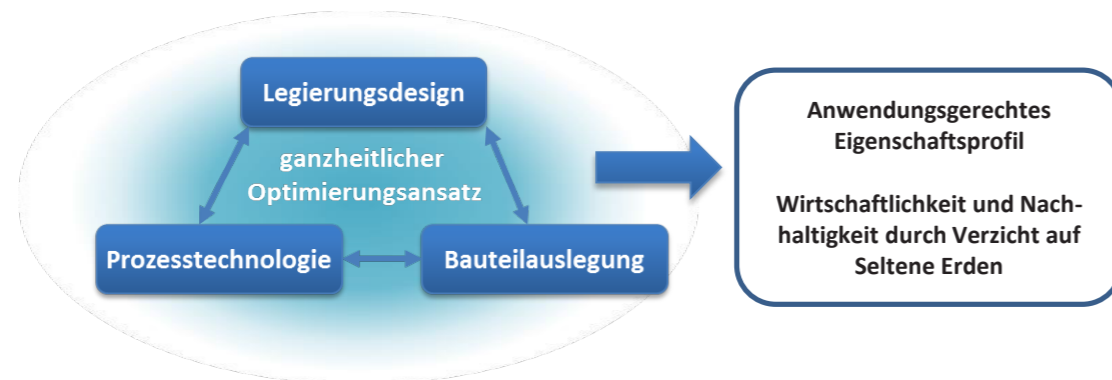 Legierungsdesign
ganzheitlicher
Optimierungsansatz
Prozesstechnologie
Bauteilauslegung
Anwendungsgerechtes
Eigenschaftsprofil
Wirtschaftlichkeit und Nach-
haltigkeit durch Verzicht auf
Seltene Erden